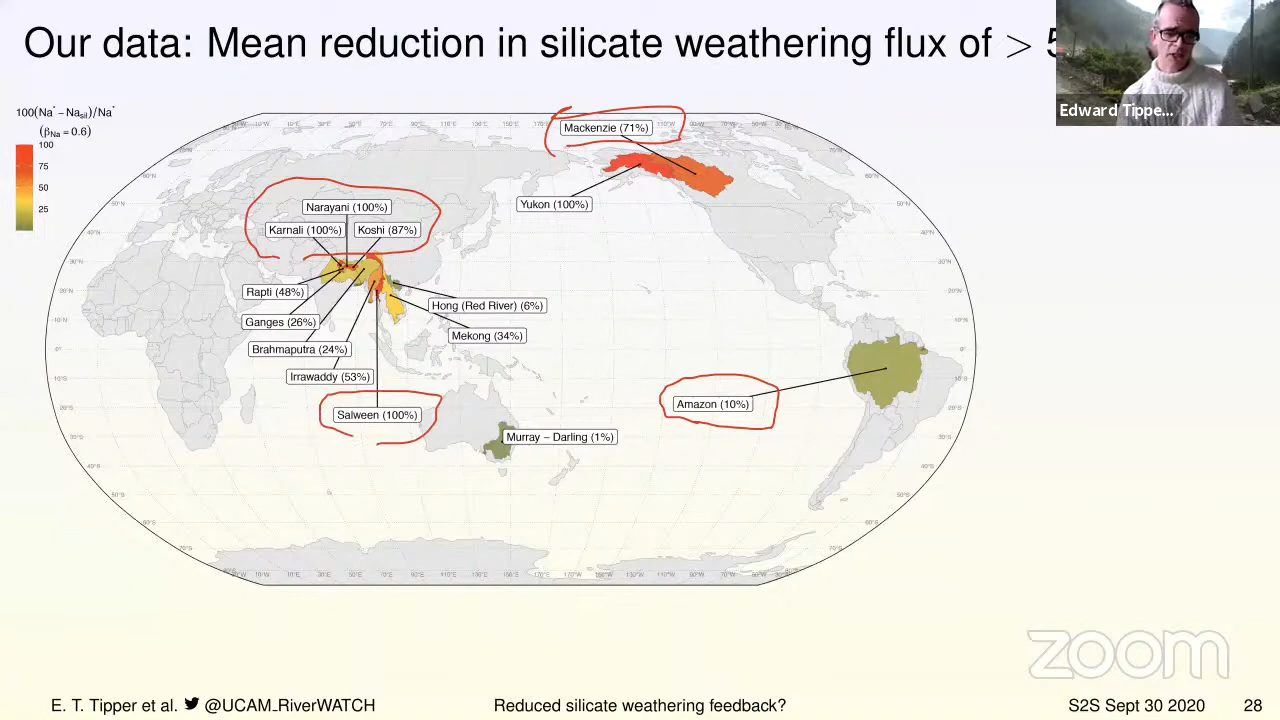 Our data: Mean reduction in silicate weathering flux of > 5
Edward Tippe...
100(Na* − Nasil)/Na*
(pNa = 0.6)
100
75
50
25
Mackenzie (71%)
Yukon (100%)
Narayani (100%)
Karnali (100%)
Koshi (87%)
Rapti (48%)
Hong (Red River) (6%)
Ganges (26%)
Mekong (34%)
Brahmaputra (24%)
Irrawaddy (53%)
Amazon (10%)
Salween (100%)
Murray − Darling (1%)
zoom
E. T. Tipper et al. @UCAM_RiverWATCH
Reduced silicate weathering feedback?
S2S Sept 30 2020
28